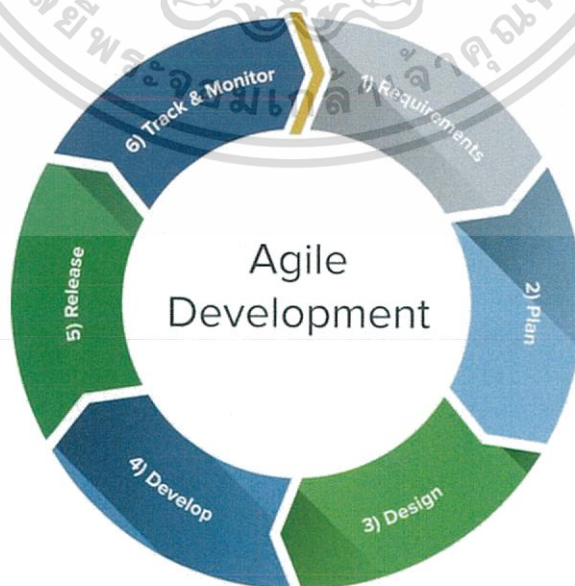 Agile
Development
1) Requirements
2) Plan
3) Design
4) Develop
5) Release
6) Track & Monitor